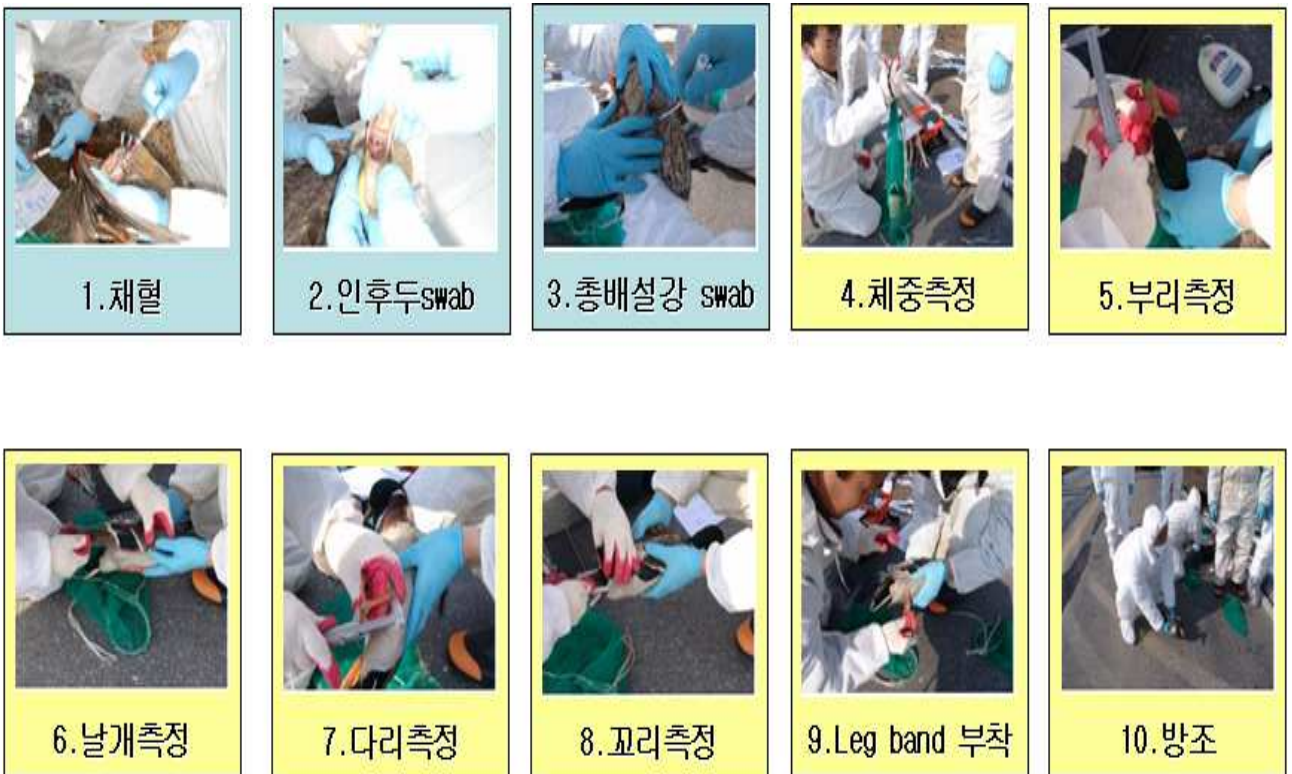 1.채혈
2.인후두swab
3.총배설강 swab
4.체중측정
5.부리측정
6.날개측정
7.다리측정
8.꼬리측정
9.Leg band 부착
10.방조